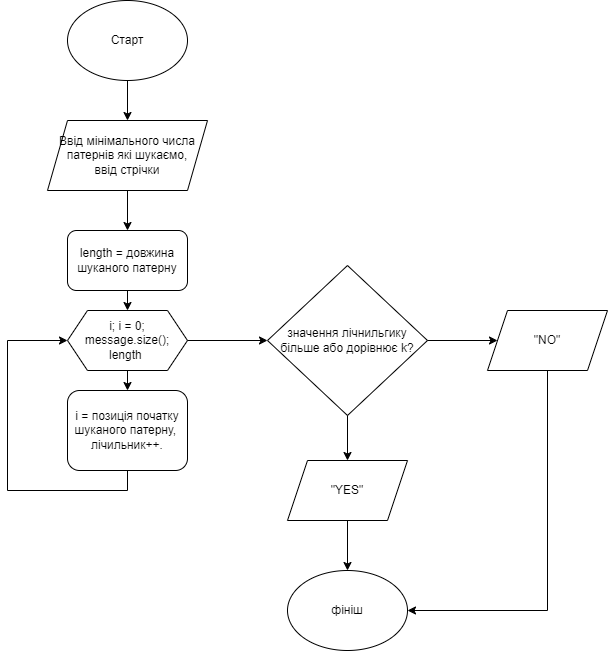 Старт
Ввід мінімального числа
патернів які шукаємо,
ввід стрічки
length = довжина
шуканого патерну
i; i = 0;
message.size();
length
i = позиція початку
шуканого патерну,
лічильник++.
значення лічнильгику
більше або дорівнює k?
"NO"
"YES"
фініш